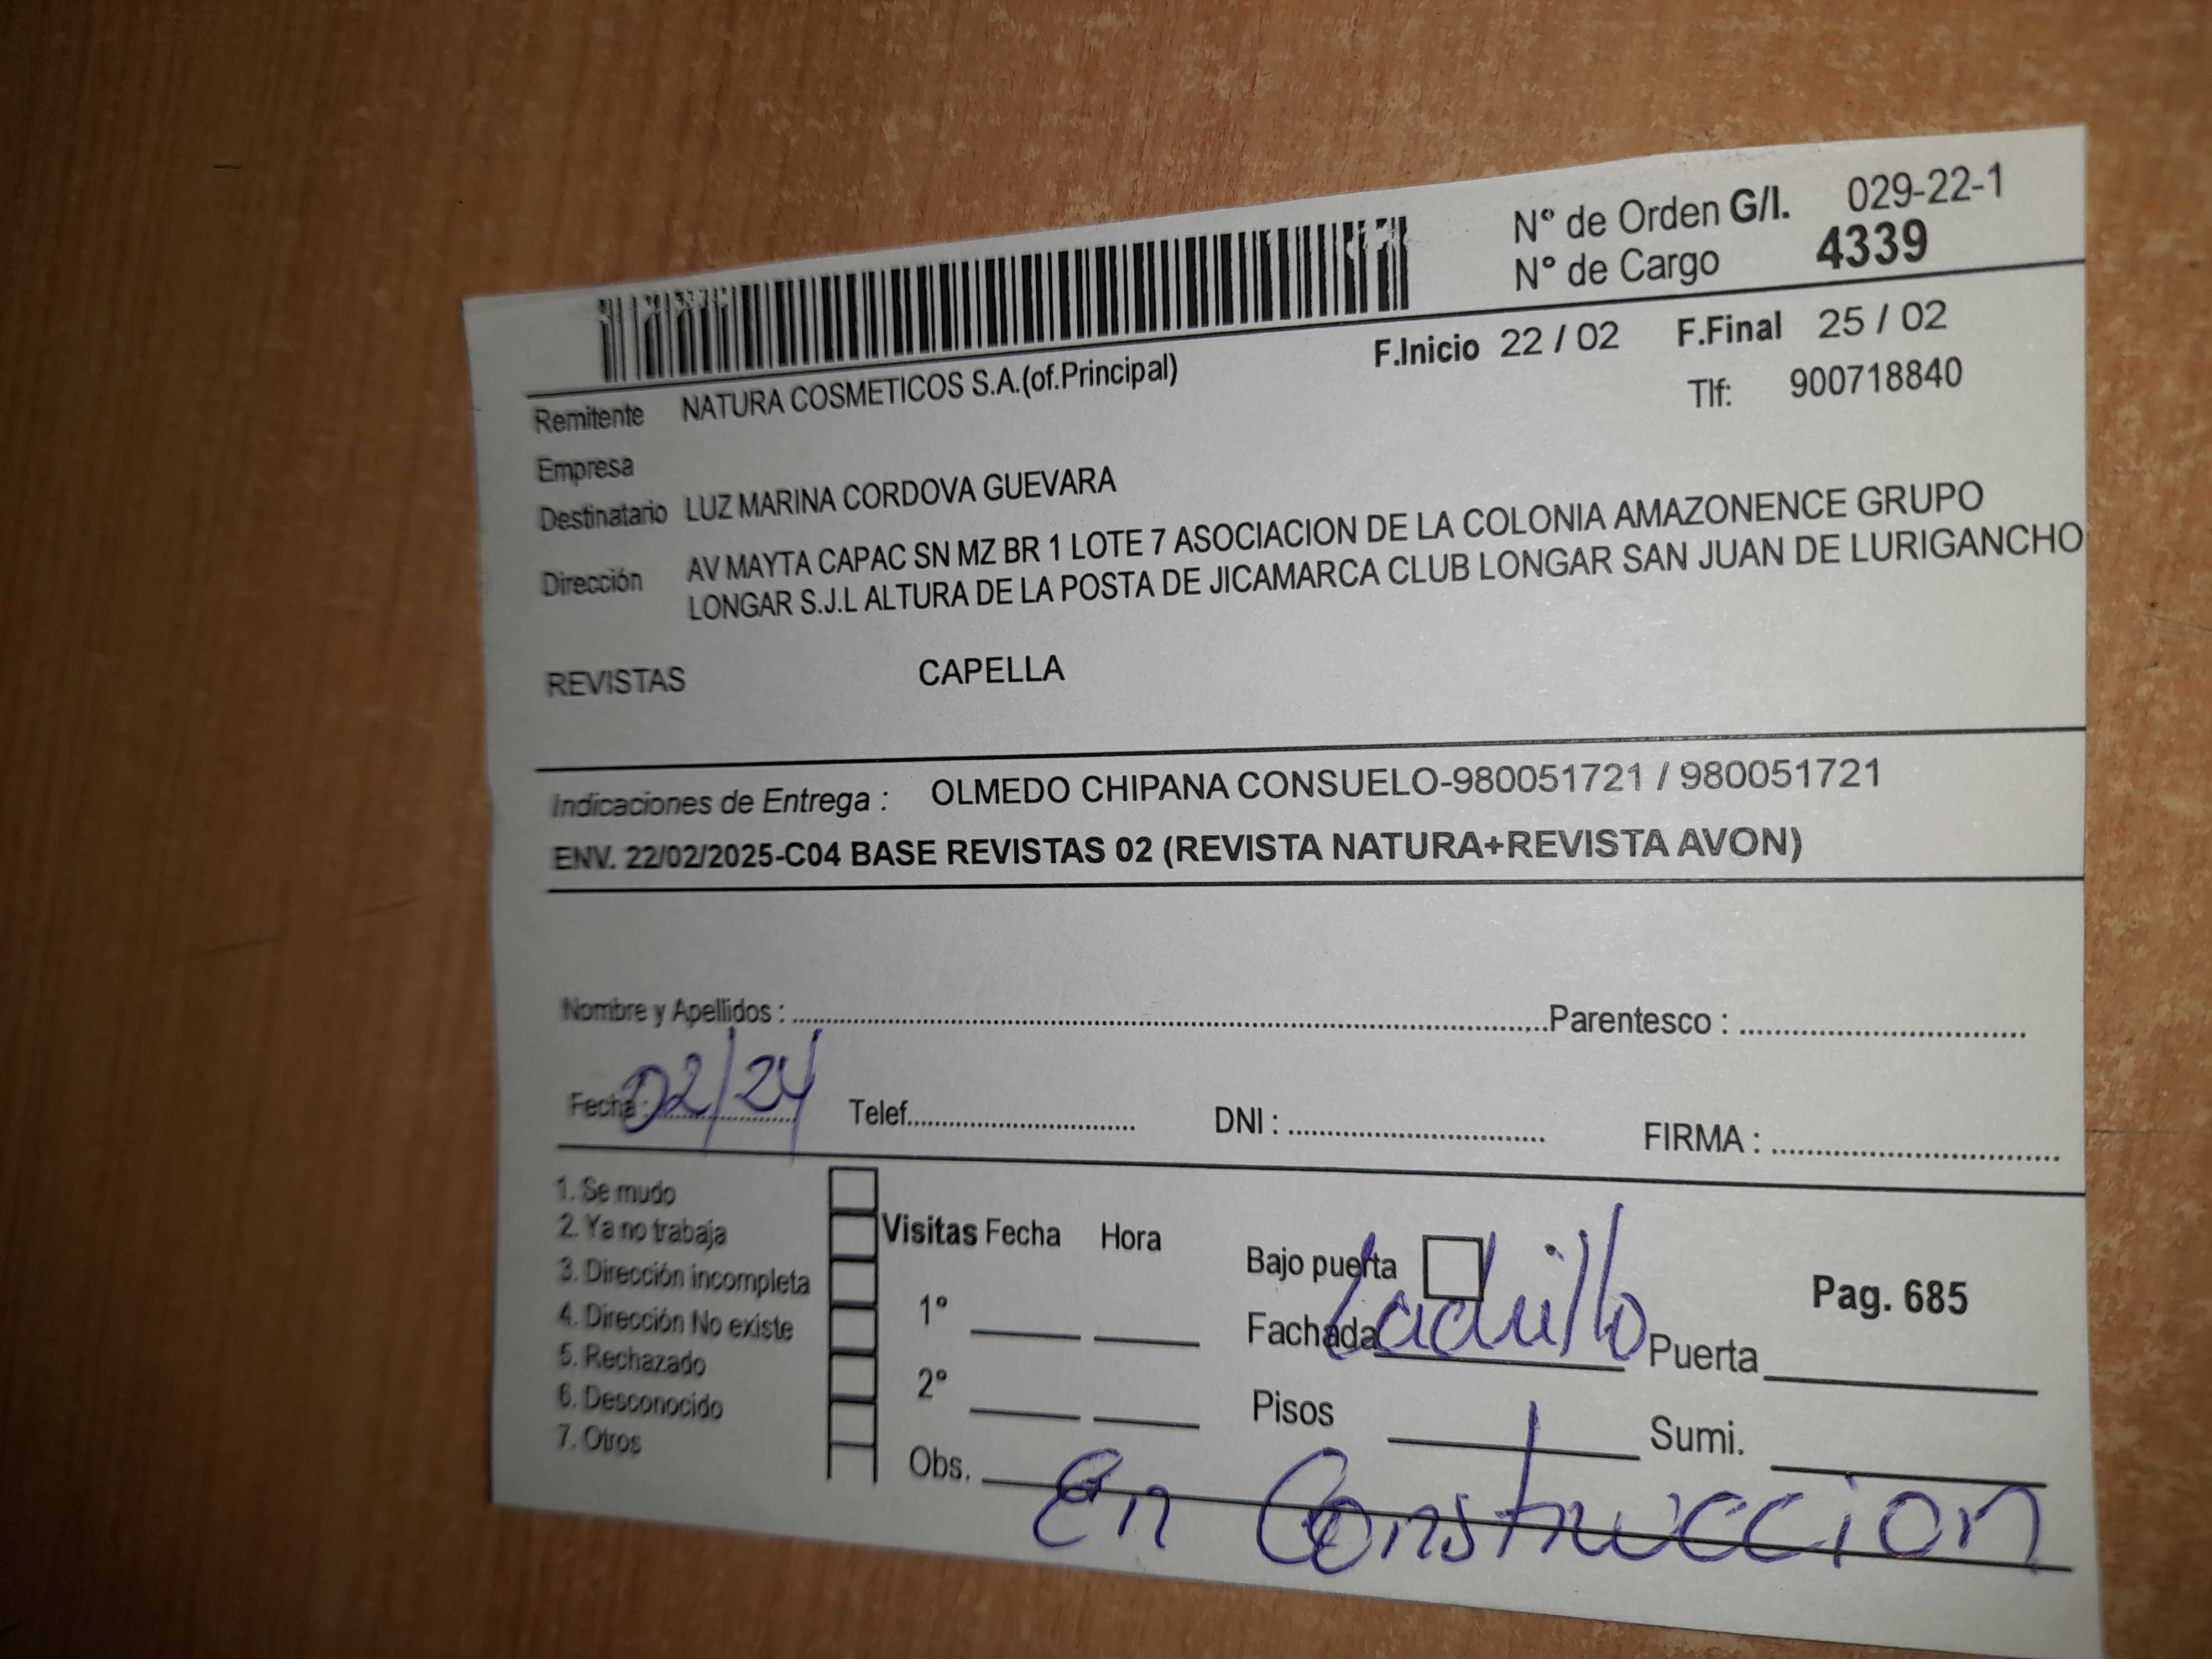 N° de Orden G/I. 029-22-1
N° de Cargo 4339
F.Inicio 22 / 02 F.Final 25 / 02
Remitente NATURA COSMETICOS S.A.(of.Principal) Tlf: 900718840
Empresa
Destinatario LUZ MARINA CORDOVA GUEVARA
Dirección AV MAYTA CAPAC SN MZ BR 1 LOTE 7 ASOCIACION DE LA COLONIA AMAZONENCE GRUPO
LONGAR S.J.L ALTURA DE LA POSTA DE JICAMARCA CLUB LONGAR SAN JUAN DE LURIGANCHO
REVISTAS CAPELLA
Indicaciones de Entrega : OLMEDO CHIPANA CONSUELO-980051721 / 980051721
ENV. 22/02/2025-C04 BASE REVISTAS 02 (REVISTA NATURA+REVISTA AVON)
Nombre y Apellidos : Parentesco :
Fecha : 02/24 Telef. DNI : FIRMA :
1. Se mudo
2. Ya no trabaja
3. Dirección incompleta
4. Dirección No existe
5. Rechazado
6. Desconocido
7. Otros
Visitas Fecha Hora
1°
2°
Obs. En Construccion
Bajo puerta
Fachada Ladrillo Puerta
Pisos Sumi.
Pag. 685